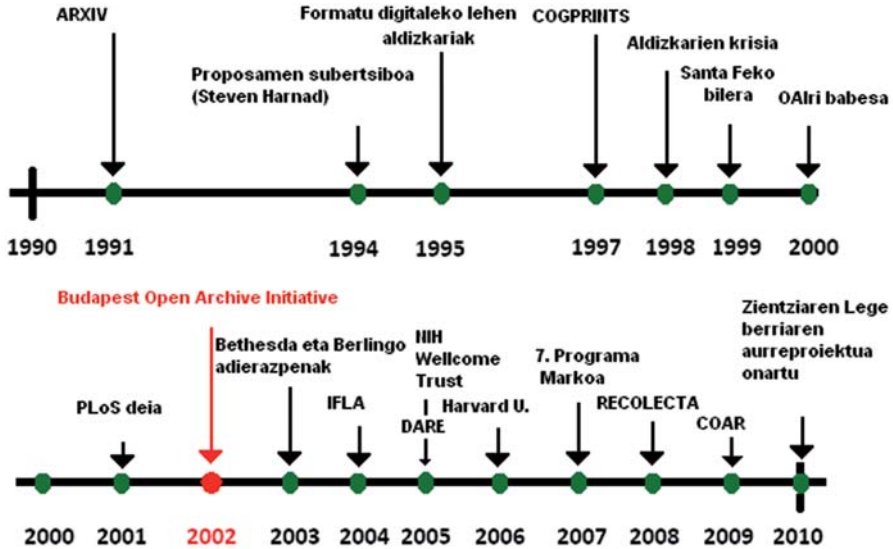 ARXIV
Formatu digitaleko lehen
aldizkariak
COGPRINTS
Proposamen subertsiboa
(Steven Harnad)
Aldizkarien krisia
Santa Feko
bilera
OAIri babesa
1990 1991 1994 1995 1997 1998 1999 2000
Budapest Open Archive Initiative
Bethesda eta Berlingo
adierazpenak
NIH
Wellcome
Trust
7. Programa
Markoa
Zientziaren Lege
berriaren
aurreproiektua
onartu
PLoS deia
IFLA
DARE
Harvard U.
RECOLECTA
COAR
2000 2001 2002 2003 2004 2005 2006 2007 2008 2009 2010